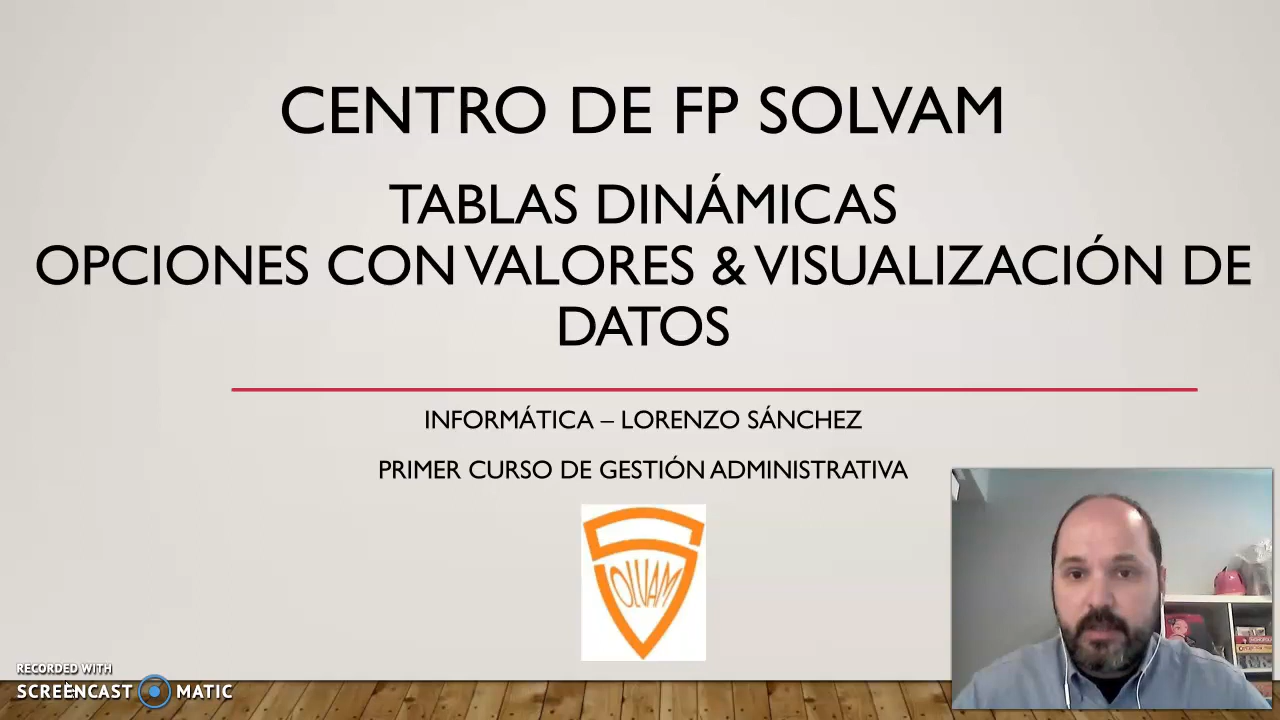 CENTRO DE FP SOLVAM
TABLAS DINÁMICAS
OPCIONES CON VALORES & VISUALIZACIÓN DE
DATOS
INFORMÁTICA – LORENZO SÁNCHEZ
PRIMER CURSO DE GESTIÓN ADMINISTRATIVA
SOLVAM
RECORDED WITH
SCREENCAST MATIC